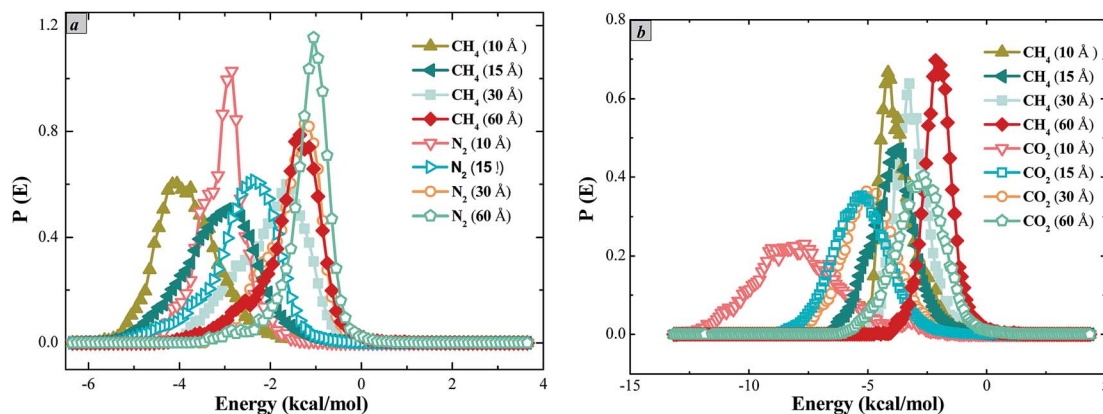 a
P (E)
1.2
0.8
0.4
0.0
-6
-4
-2
0
2
4
Energy (kcal/mol)
CH4 (10 Å )
CH4 (15 Å)
CH4 (30 Å)
CH4 (60 Å)
N2 (10 Å)
N2 (15 !)
N2 (30 Å)
N2 (60 Å)
b
P (E)
0.8
0.6
0.4
0.2
0.0
-15
-10
-5
0
5
Energy (kcal/mol)
CH4 (10 Å)
CH4 (15 Å)
CH4 (30 Å)
CH4 (60 Å)
CO2 (10 Å)
CO2 (15 Å)
CO2 (30 Å)
CO2 (60 Å)